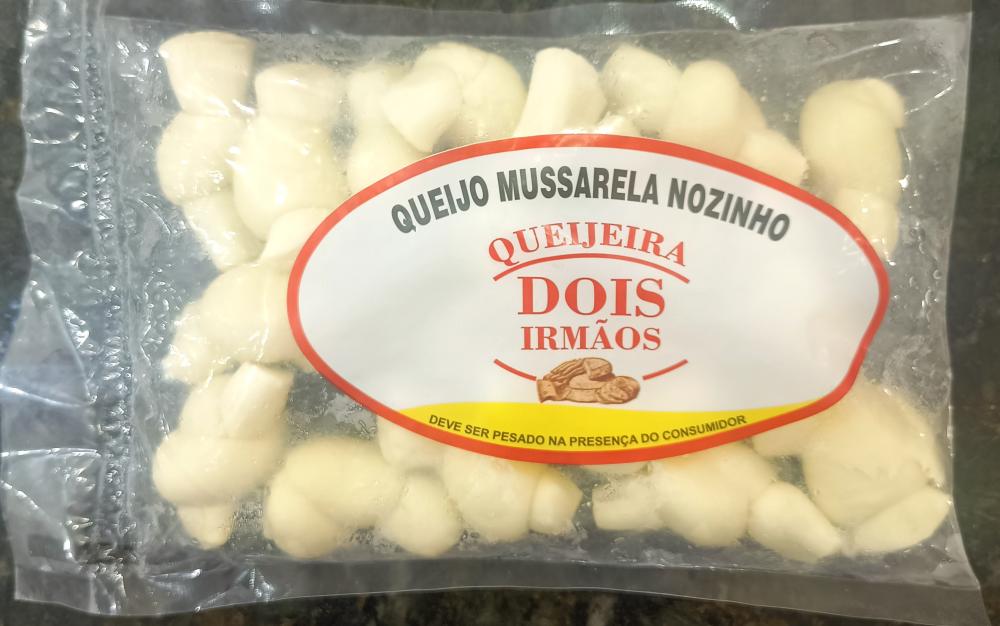 QUEIJO MUSSARELA NOZINHO
QUEIJEIRA
DOIS
IRMÃOS
DEVE SER PESADO NA PRESENÇA DO CONSUMIDOR